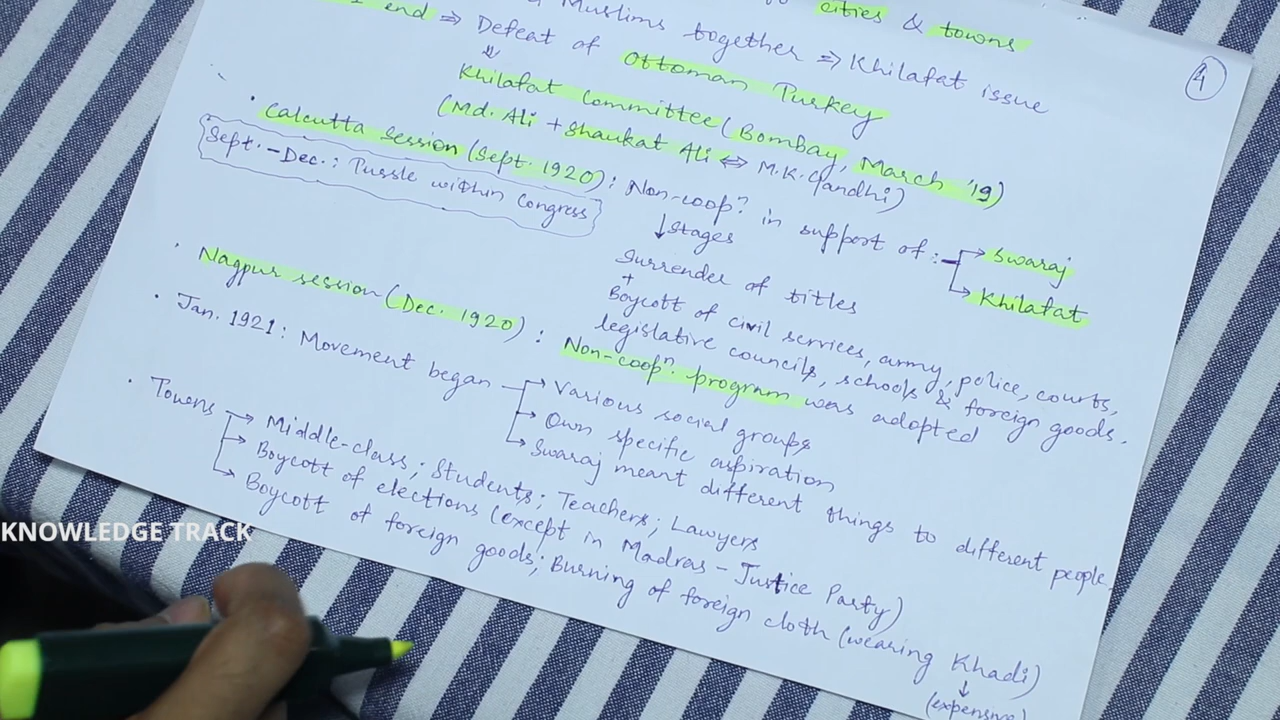 cities & towns
④
Muslims together ⇒ Khilafat issue
end ⇒ Defeat of Ottoman Turkey
⇓
Khilafat Committee (Bombay, March '19)
(Md. Ali + Shaukat Ali ⇔ M.K. Gandhi)
• Calcutta session (Sept. 1920): Non-coopn. in support of: → Swaraj
→ Khilafat
Sept. - Dec.: Tussle within Congress
↓ Stages
Surrender of titles
+
Boycott of civil services, army, police, courts,
legislative councils, schools & foreign goods.
• Nagpur session (Dec. 1920): Non-coopn. program was adopted
• Jan. 1921: Movement began → Various social groups
→ Own specific aspiration
→ Swaraj meant different things to different people.
• Towns → Middle-class; Students; Teachers; Lawyers
→ Boycott of elections (except in Madras - Justice Party)
→ Boycott of foreign goods; Burning of foreign cloth (wearing Khadi)
↓
(expensive)
KNOWLEDGE TRACK